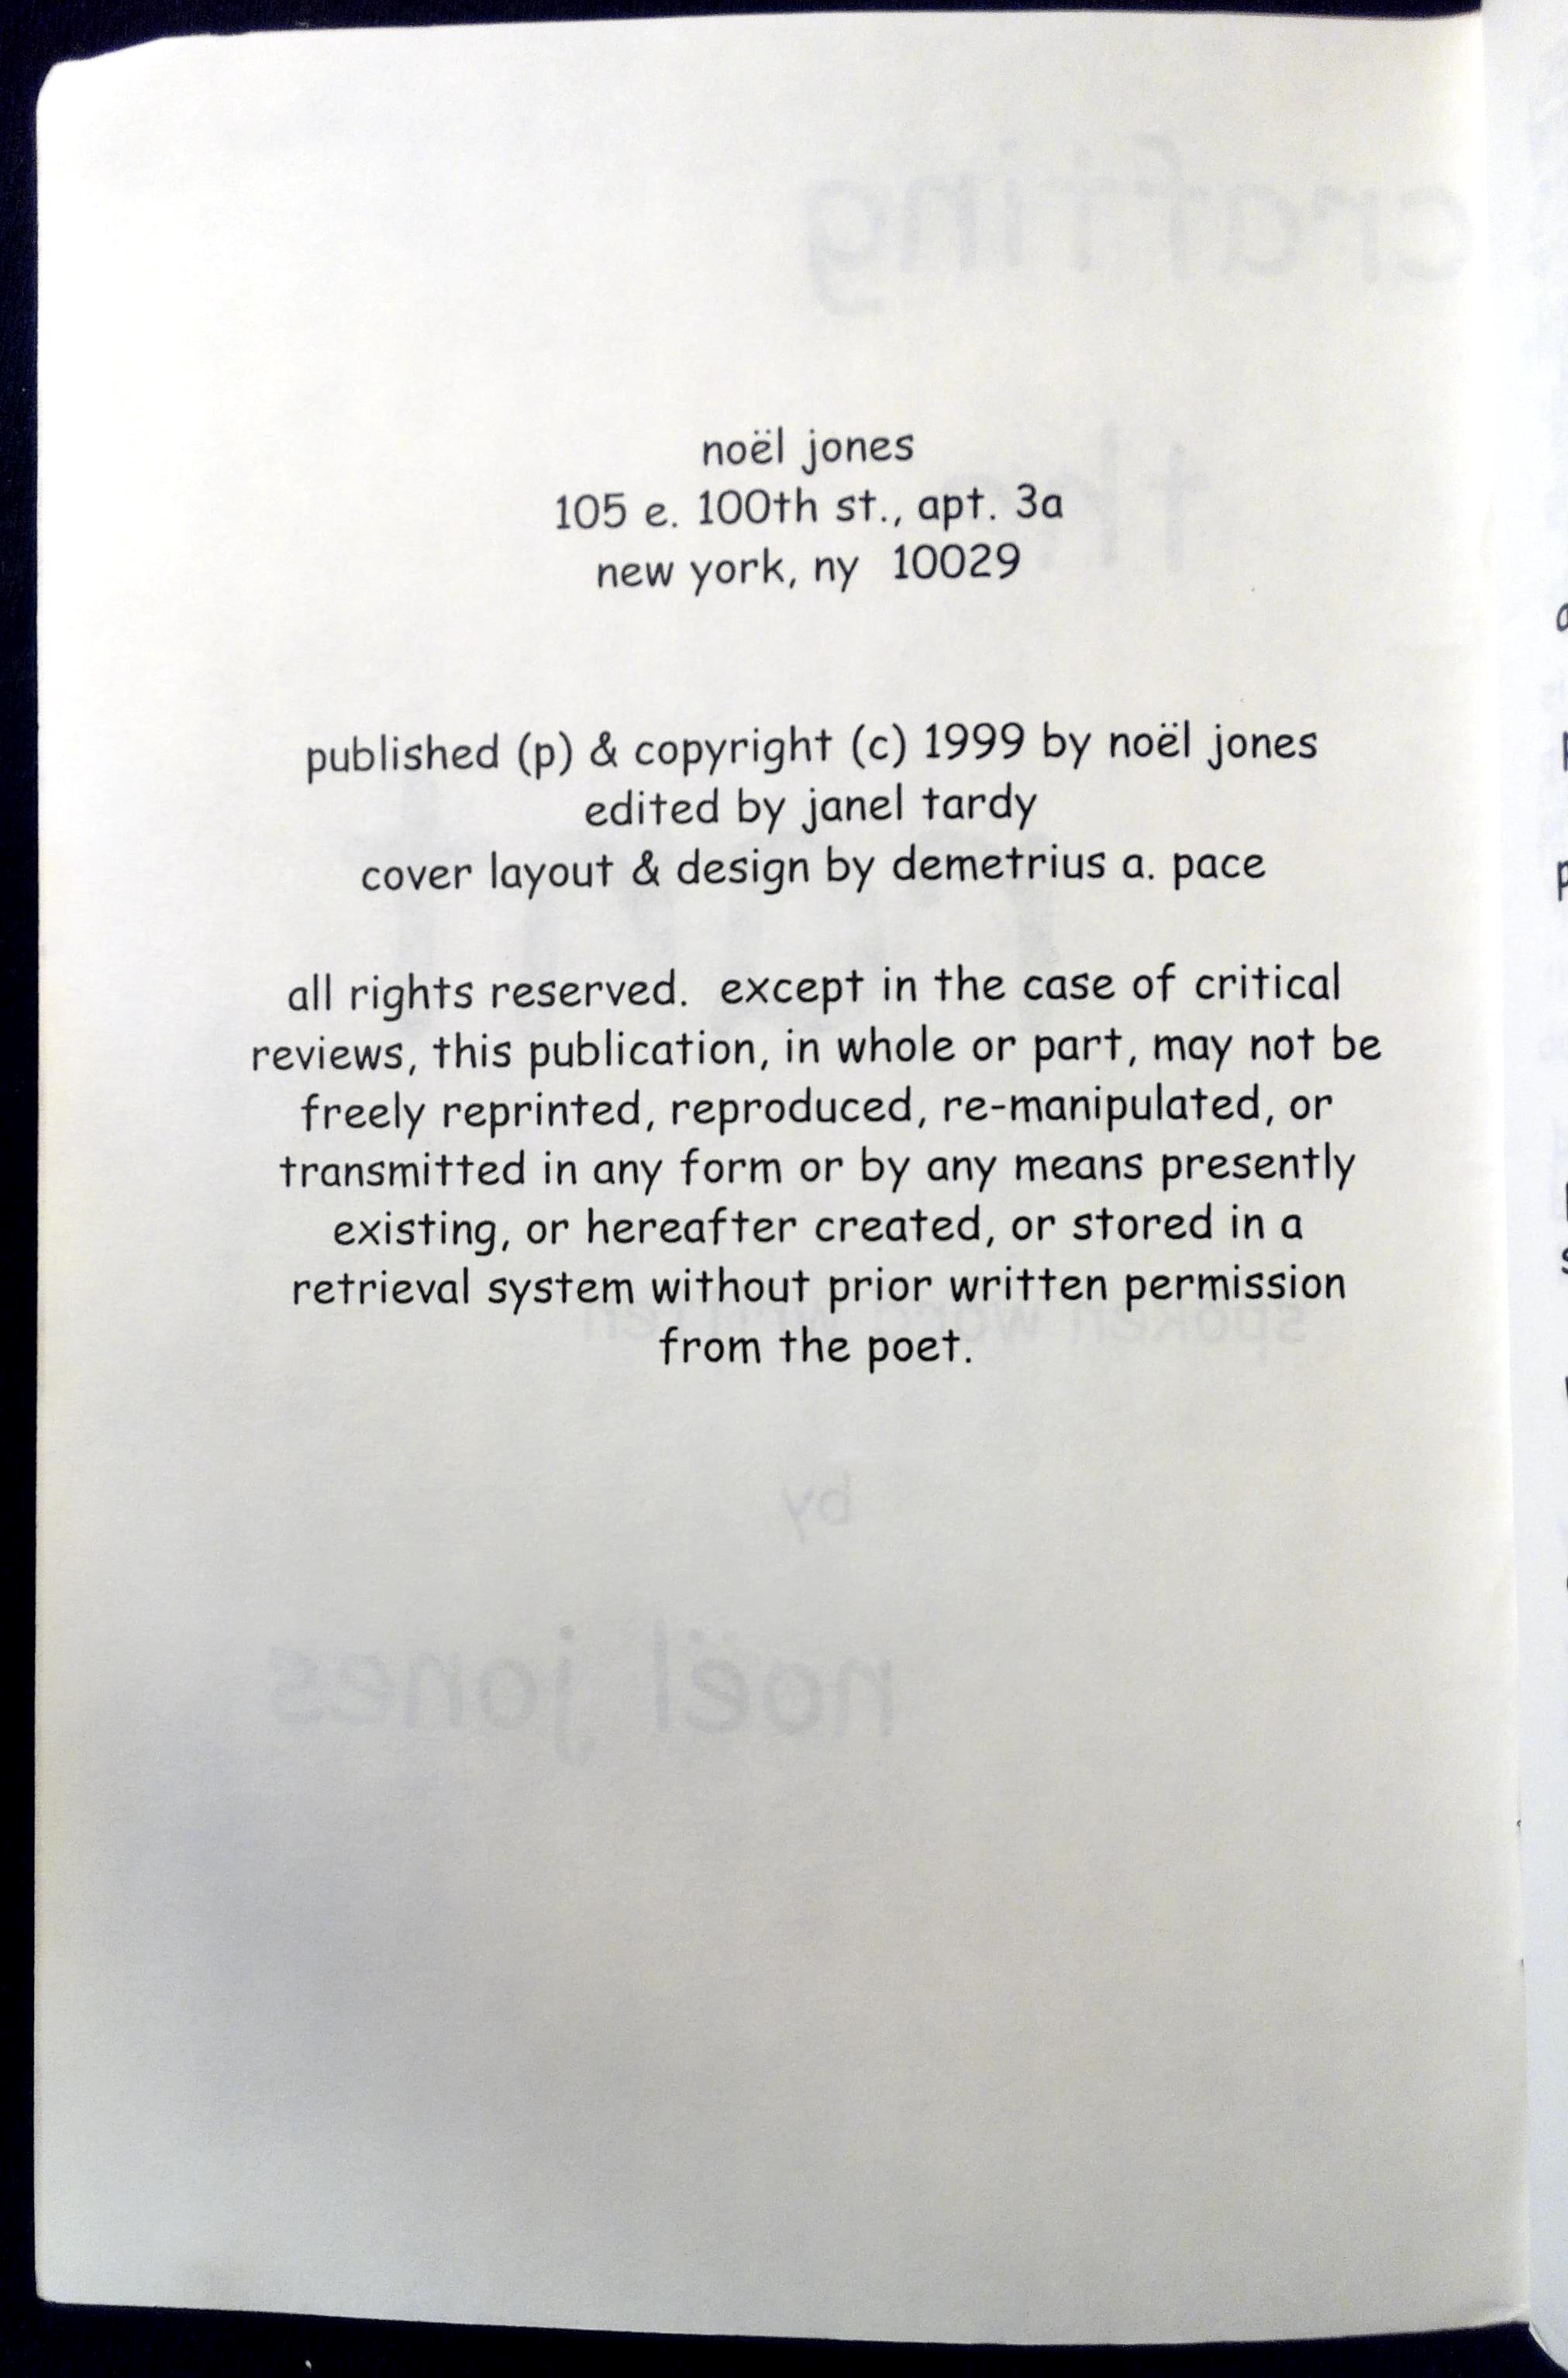 noël jones
105 e. 100th st., apt. 3a
new york, ny  10029
published (p) & copyright (c) 1999 by noël jones
edited by janel tardy
cover layout & design by demetrius a. pace
all rights reserved.  except in the case of critical
reviews, this publication, in whole or part, may not be
freely reprinted, reproduced, re-manipulated, or
transmitted in any form or by any means presently
existing, or hereafter created, or stored in a
retrieval system without prior written permission
from the poet.